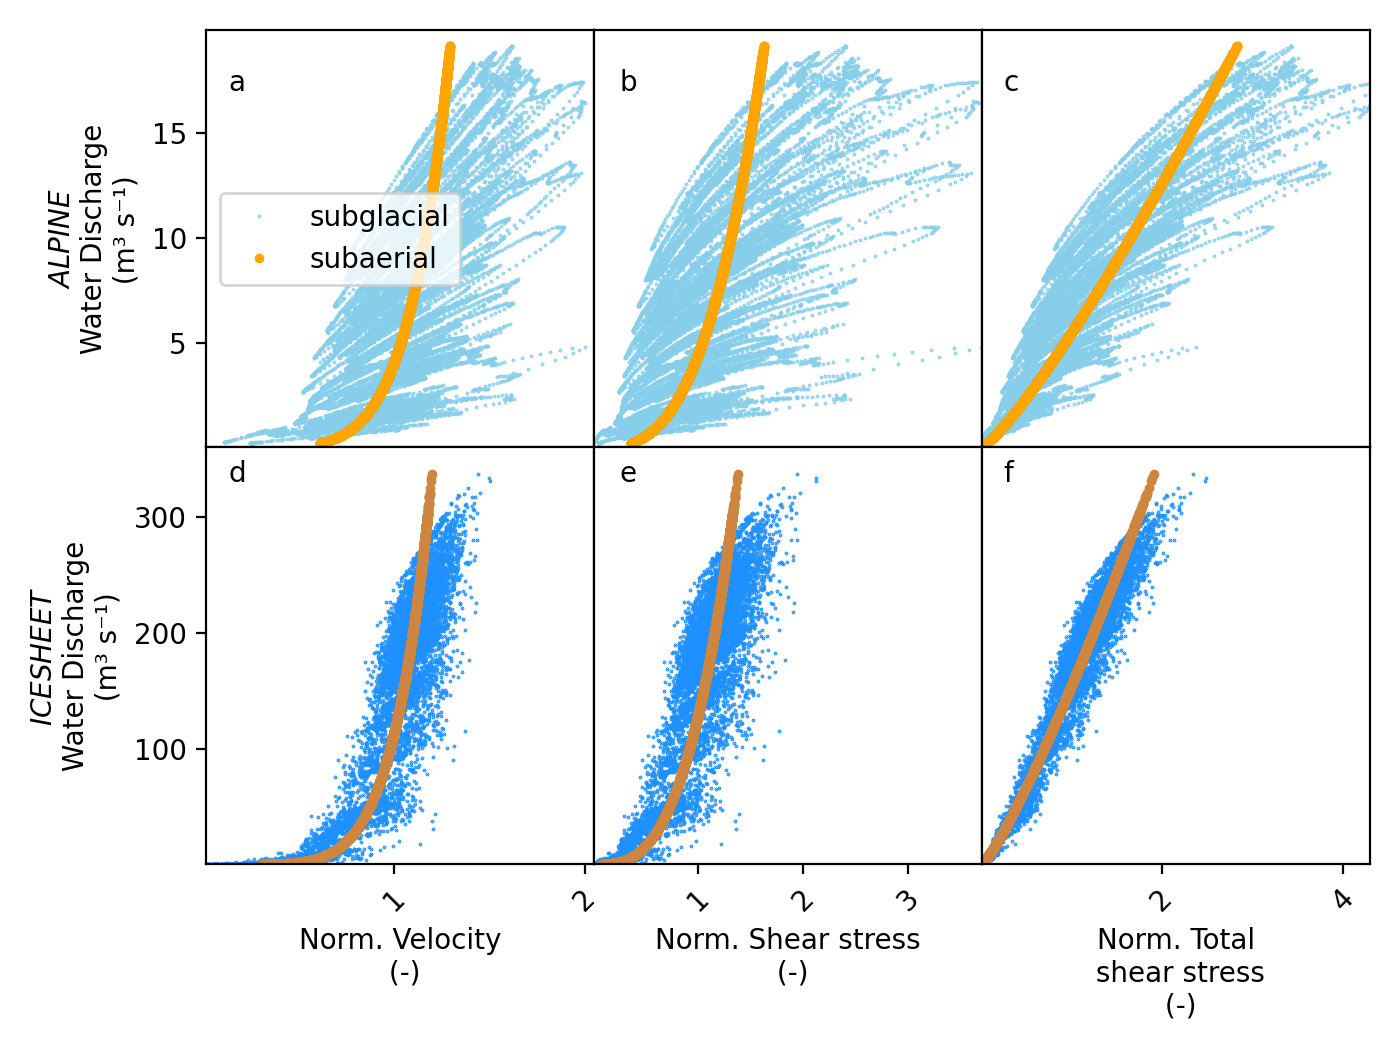 a
b
c
15
10
5
ALPINE
Water Discharge
(m³ s⁻¹)
subglacial
subaerial
d
e
f
300
200
100
ICESHEET
Water Discharge
(m³ s⁻¹)
1
2
1
2
3
2
4
Norm. Velocity
(-)
Norm. Shear stress
(-)
Norm. Total
shear stress
(-)